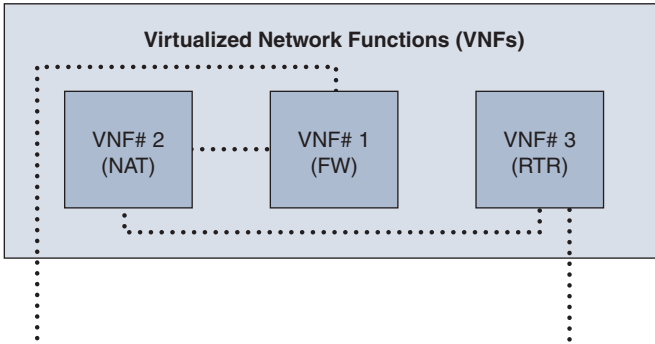 Virtualized Network Functions (VNFs)
VNF# 2
(NAT)
VNF# 1
(FW)
VNF# 3
(RTR)